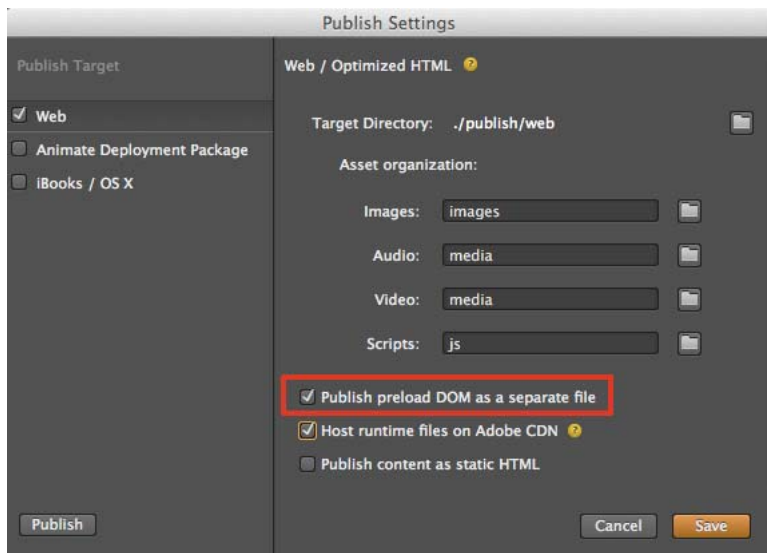 Publish Settings
Publish Target
Web
Animate Deployment Package
iBooks / OS X
Publish
Web / Optimized HTML ?
Target Directory: ./publish/web
Asset organization:
Images: images
Audio: media
Video: media
Scripts: js
Publish preload DOM as a separate file
Host runtime files on Adobe CDN ?
Publish content as static HTML
Cancel Save